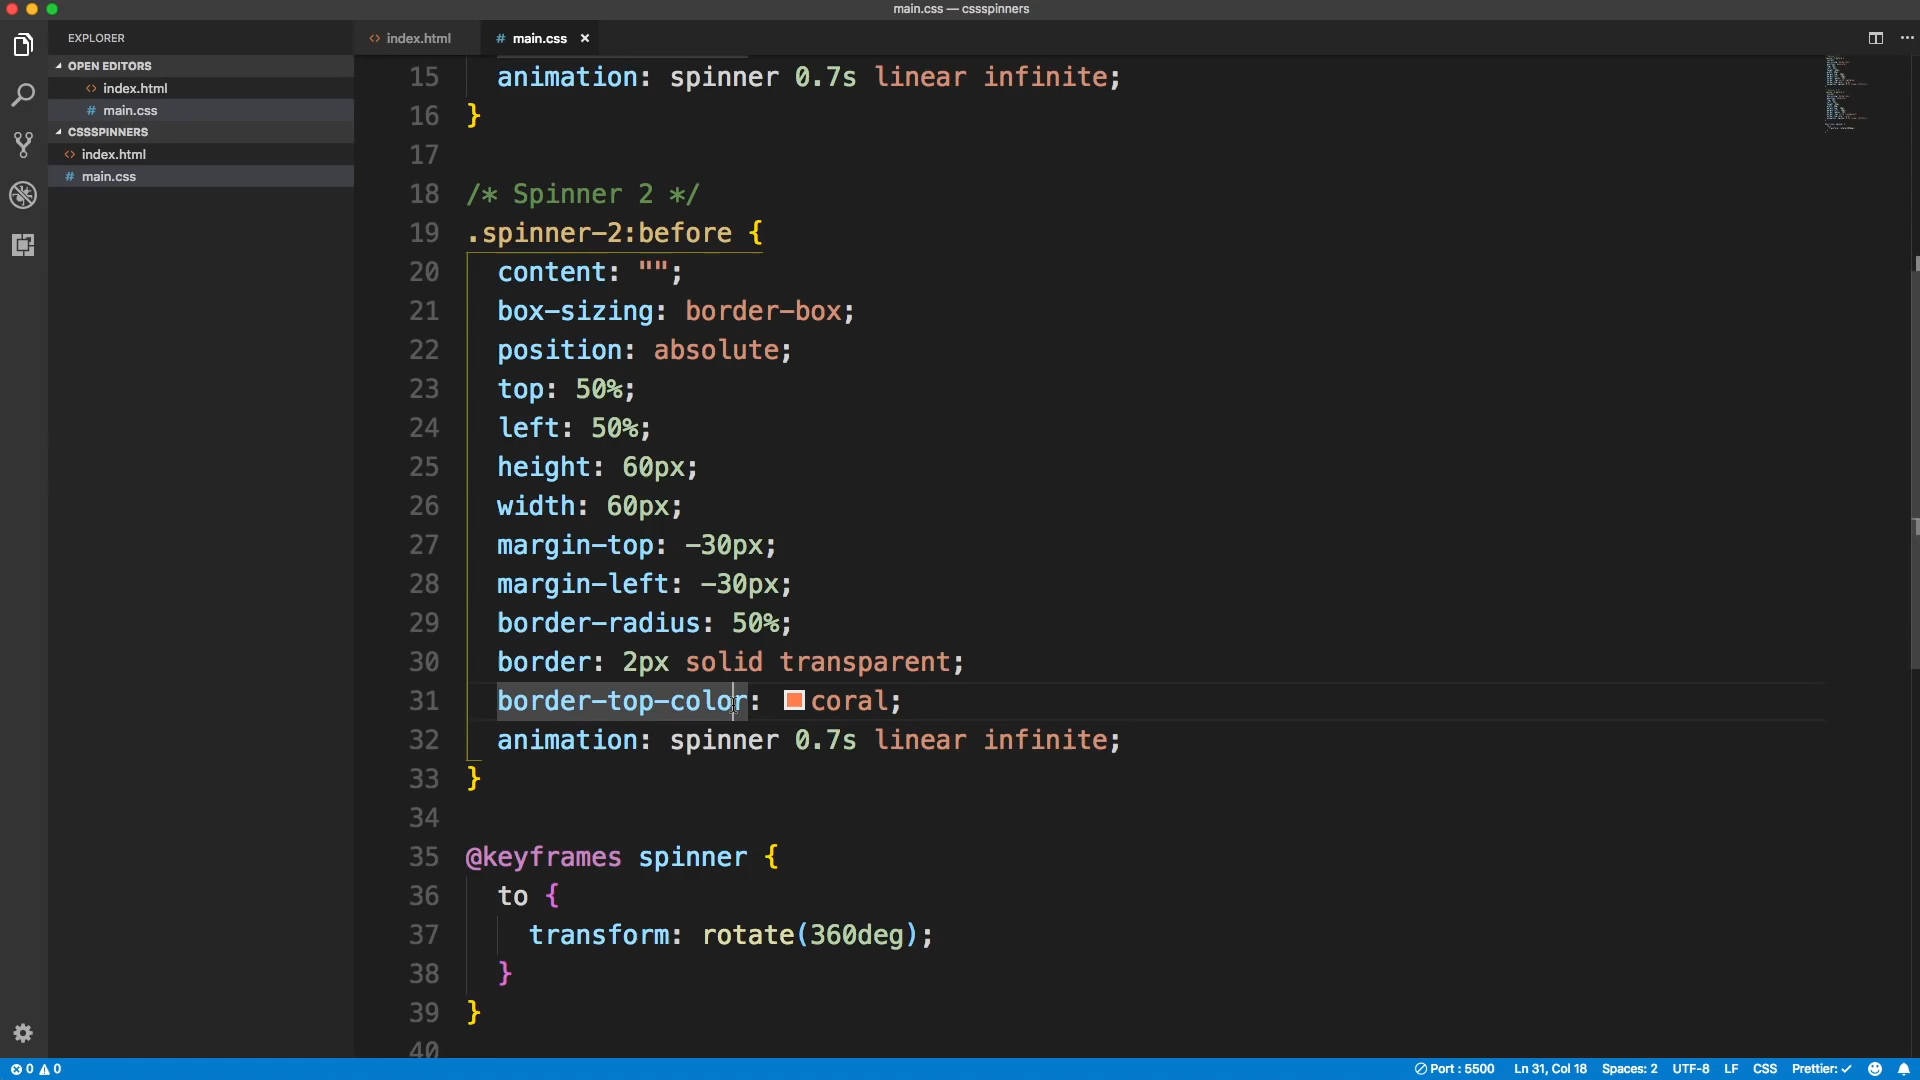 main.css — cssspinners
EXPLORER
OPEN EDITORS
<> index.html
# main.css
CSSSPINNERS
<> index.html
# main.css
<> index.html
# main.css ×
15 animation: spinner 0.7s linear infinite;
16 }
17
18 /* Spinner 2 */
19 .spinner-2:before {
20 content: "";
21 box-sizing: border-box;
22 position: absolute;
23 top: 50%;
24 left: 50%;
25 height: 60px;
26 width: 60px;
27 margin-top: -30px;
28 margin-left: -30px;
29 border-radius: 50%;
30 border: 2px solid transparent;
31 border-top-color: coral;
32 animation: spinner 0.7s linear infinite;
33 }
34
35 @keyframes spinner {
36 to {
37 transform: rotate(360deg);
38 }
39 }
40
0 0 Port : 5500 Ln 31, Col 18 Spaces: 2 UTF-8 LF CSS Prettier: ✓